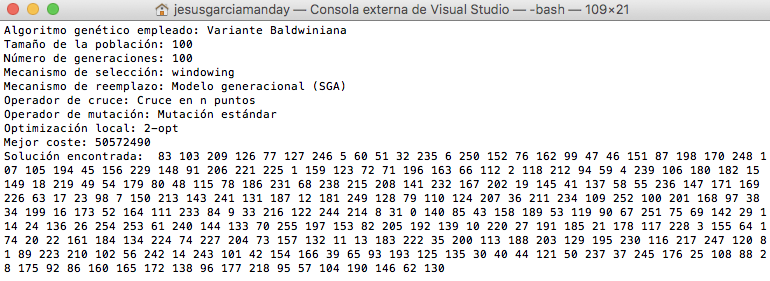 jesusgarciamanday — Consola externa de Visual Studio — -bash — 109×21
Algoritmo genético empleado: Variante Baldwiniana
Tamaño de la población: 100
Número de generaciones: 100
Mecanismo de selección: windowing
Mecanismo de reemplazo: Modelo generacional (SGA)
Operador de cruce: Cruce en n puntos
Operador de mutación: Mutación estándar
Optimización local: 2-opt
Mejor coste: 50572490
Solución encontrada:  83 103 209 126 77 127 246 5 60 51 32 235 6 250 152 76 162 99 47 46 151 87 198 170 248 1
07 105 194 45 156 229 148 91 206 221 225 1 159 123 72 71 196 163 66 112 2 118 212 94 59 4 239 106 180 182 15
149 18 219 49 54 179 80 48 115 78 186 231 68 238 215 208 141 232 167 202 19 145 41 137 58 55 236 147 171 169
226 63 17 23 98 7 150 213 143 241 131 187 12 181 249 128 79 110 124 207 36 211 234 109 252 100 201 168 97 38
34 199 16 173 52 164 111 233 84 9 33 216 122 244 214 8 31 0 140 85 43 158 189 53 119 90 67 251 75 69 142 29 1
14 24 136 26 254 253 61 240 144 133 70 255 197 153 82 205 192 139 10 220 27 191 185 21 178 117 228 3 155 64 1
74 20 22 161 184 134 224 74 227 204 73 157 132 11 13 183 222 35 200 113 188 203 129 195 230 116 217 247 120 8
1 89 223 210 102 56 242 14 243 101 42 154 166 39 65 93 193 125 135 30 40 44 121 50 237 37 245 176 25 108 88 2
8 175 92 86 160 165 172 138 96 177 218 95 57 104 190 146 62 130